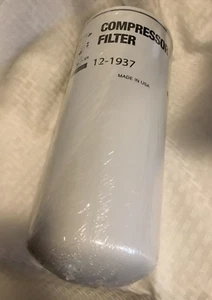 COMPRESSOR
FILTER
12-1937
MADE IN USA